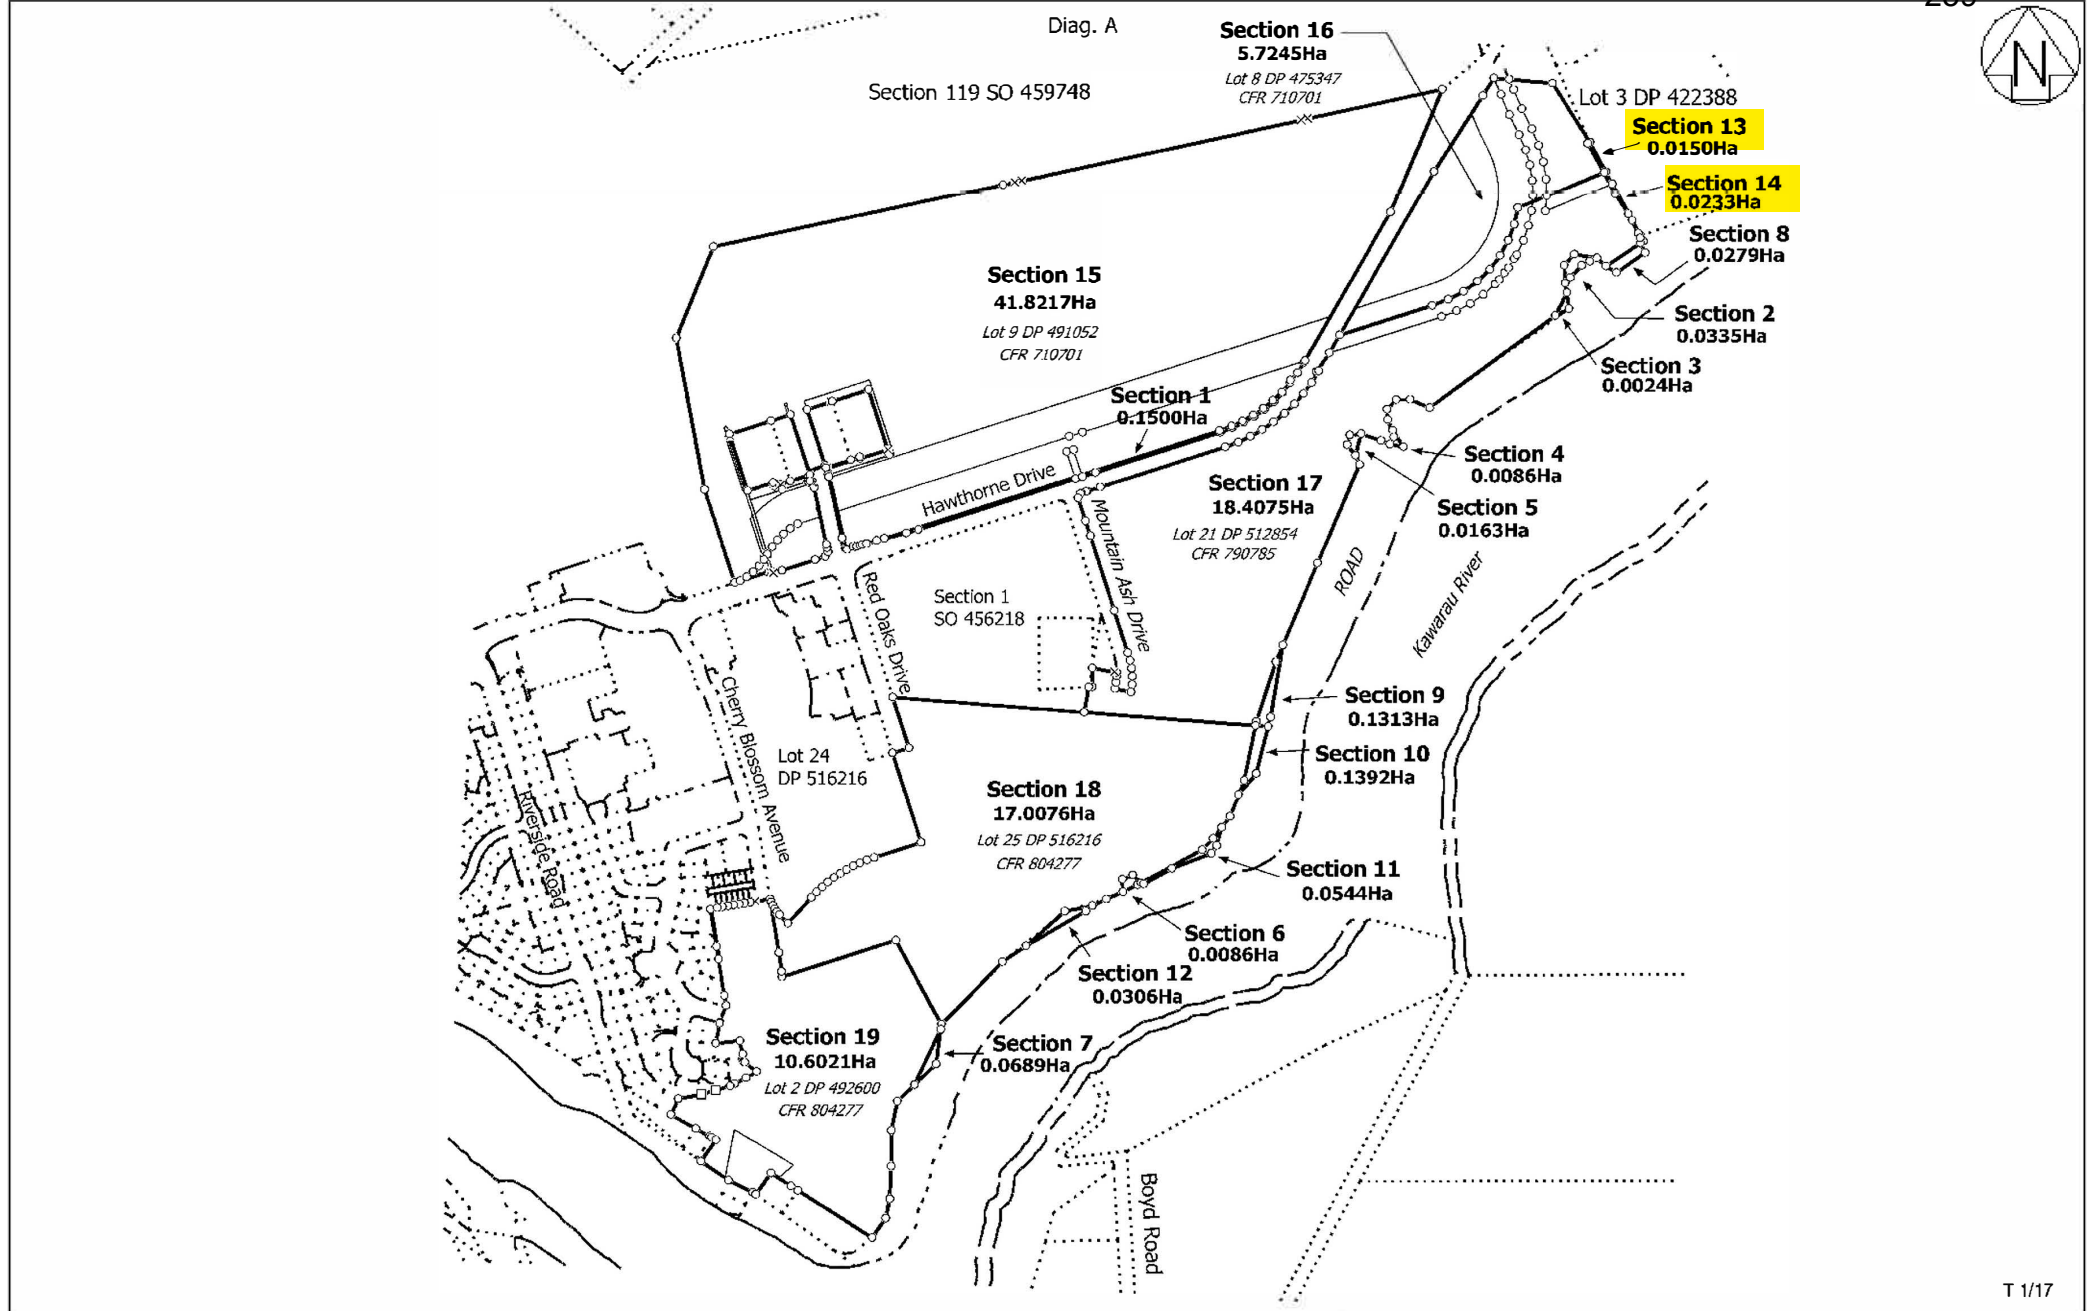 Diag. A
Section 16
5.7245Ha
Lot 8 DP 475347
CFR 710701
N
Section 119 SO 459748
Lot 3 DP 422388
Section 13
0.0150Ha
Section 14
0.0233Ha
Section 8
0.0279Ha
Section 15
41.8217Ha
Lot 9 DP 491052
CFR 710701
Section 2
0.0335Ha
Section 3
0.0024Ha
Section 1
0.1500Ha
Section 4
0.0086Ha
Hawthorne Drive
Section 17
18.4075Ha
Lot 21 DP 512854
CFR 790785
Section 5
0.0163Ha
Mountain Ash Drive
ROAD
Kawarau River
Red Oaks Drive
Section 1
SO 456218
Cherry Blossom Avenue
Section 9
0.1313Ha
Lot 24
DP 516216
Section 10
0.1392Ha
Riverside Road
Section 18
17.0076Ha
Lot 25 DP 516216
CFR 804277
Section 11
0.0544Ha
Section 6
0.0086Ha
Section 12
0.0306Ha
Section 19
10.6021Ha
Lot 2 DP 492600
CFR 804277
Section 7
0.0689Ha
Boyd Road
T 1/17